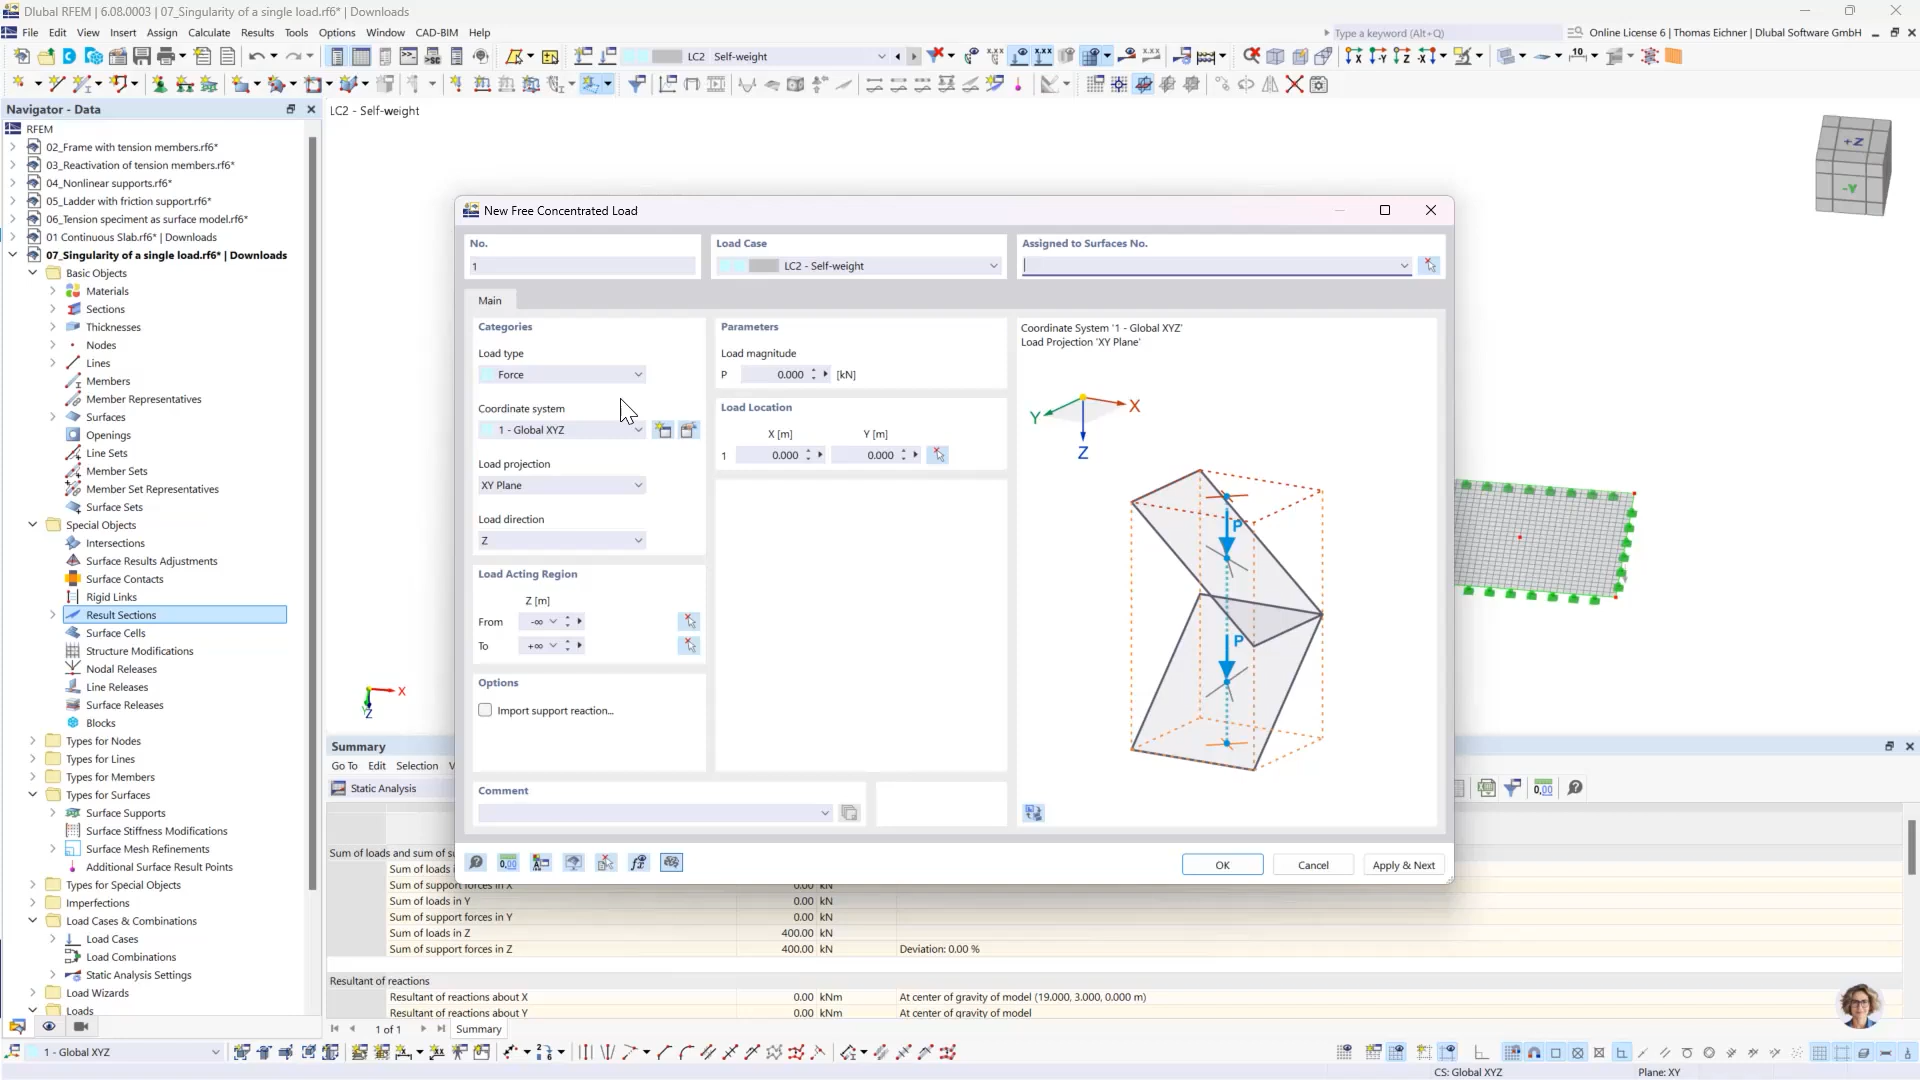 Dlubal RFEM | 6.08.0003 | 07_Singularity of a single load.rf6* | Downloads
File Edit View Insert Assign Calculate Results Tools Options Window CAD-BIM Help
Type a keyword (Alt+Q)
Online License 6 | Thomas Eichner | Dlubal Software GmbH
LC2 Self-weight
Navigator - Data
LC2 - Self-weight
RFEM
02_Frame with tension members.rf6*
03_Reactivation of tension members.rf6*
04_Nonlinear supports.rf6*
05_Ladder with friction support.rf6*
06_Tension speciment as surface model.rf6*
01 Continuous Slab.rf6* | Downloads
07_Singularity of a single load.rf6* | Downloads
Basic Objects
Materials
Sections
Thicknesses
Nodes
Lines
Members
Member Representatives
Surfaces
Openings
Line Sets
Member Sets
Member Set Representatives
Surface Sets
Special Objects
Intersections
Surface Results Adjustments
Surface Contacts
Rigid Links
Result Sections
Surface Cells
Structure Modifications
Nodal Releases
Line Releases
Surface Releases
Blocks
Types for Nodes
Types for Lines
Types for Members
Types for Surfaces
Surface Supports
Surface Stiffness Modifications
Surface Mesh Refinements
Additional Surface Result Points
Types for Special Objects
Imperfections
Load Cases & Combinations
Load Cases
Load Combinations
Static Analysis Settings
Load Wizards
Loads
+Z
-Y
X
Z
New Free Concentrated Load
No.
1
Load Case
LC2 - Self-weight
Assigned to Surfaces No.
Main
Categories
Load type
Force
Coordinate system
1 - Global XYZ
Load projection
XY Plane
Load direction
Z
Load Acting Region
Z [m]
From -∞
To +∞
Options
Import support reaction...
Comment
Parameters
Load magnitude
P 0.000 [kN]
Load Location
X [m] Y [m]
1 0.000 0.000
Coordinate System '1 - Global XYZ'
Load Projection 'XY Plane'
Y X
Z
P
P
0,00
OK Cancel Apply & Next
Summary
Go To Edit Selection V
Static Analysis
0,00
Sum of loads and sum of su
Sum of loads i
Sum of support forces in X 0.00 kN
Sum of loads in Y 0.00 kN
Sum of support forces in Y 0.00 kN
Sum of loads in Z 400.00 kN
Sum of support forces in Z 400.00 kN Deviation: 0.00 %
Resultant of reactions
Resultant of reactions about X 0.00 kNm At center of gravity of model (19.000, 3.000, 0.000 m)
Resultant of reactions about Y 0.00 kNm At center of gravity of model
1 of 1 Summary
1 - Global XYZ
CS: Global XYZ Plane: XY